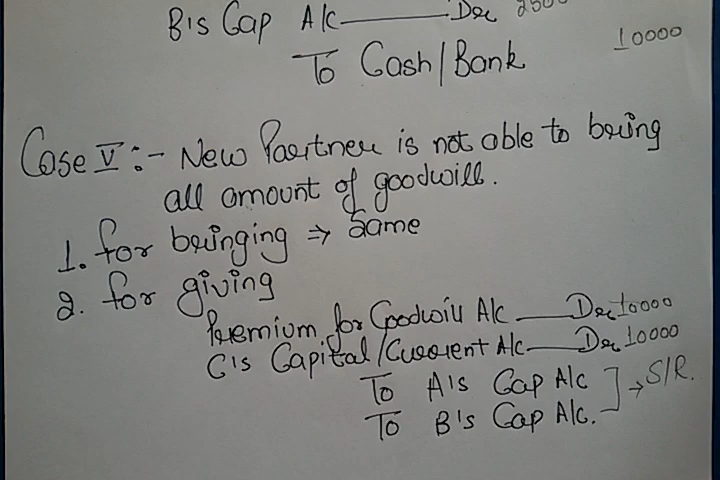 B's Cap A/c——Dr 2500
10000
To Cash/Bank
Case V:- New Partner is not able to bring
all amount of goodwill.
1. for bringing ⇒ Same
2. for giving
Premium for Goodwill A/c ——Dr 10000
C's Capital/Current A/c——Dr 10000
To A's Cap A/c
To B's Cap A/c.
] → S/R.